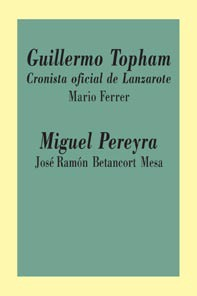 Guillermo Topham
Cronista oficial de Lanzarote
Mario Ferrer
Miguel Pereyra
José Ramón Betancort Mesa